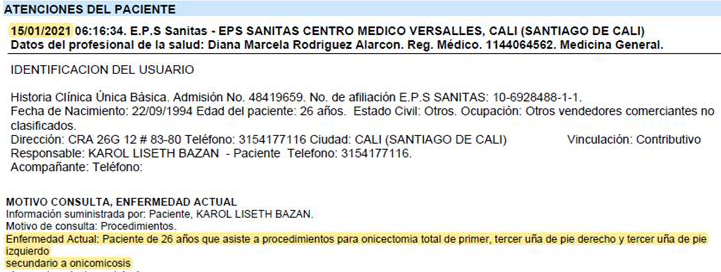 ATENCIONES DEL PACIENTE
15/01/2021 06:16:34. E.P.S Sanitas - EPS SANITAS CENTRO MEDICO VERSALLES, CALI (SANTIAGO DE CALI)
Datos del profesional de la salud: Diana Marcela Rodriguez Alarcon. Reg. Médico. 1144064562. Medicina General.
IDENTIFICACION DEL USUARIO
Historia Clínica Única Básica. Admisión No. 48419659. No. de afiliación E.P.S SANITAS: 10-6928488-1-1.
Fecha de Nacimiento: 22/09/1994 Edad del paciente: 26 años. Estado Civil: Otros. Ocupación: Otros vendedores comerciantes no
clasificados.
Dirección: CRA 26G 12 # 83-80 Teléfono: 3154177116 Ciudad: CALI (SANTIAGO DE CALI) Vinculación: Contributivo
Responsable: KAROL LISETH BAZAN - Paciente Telefono: 3154177116.
Acompañante: Teléfono:
MOTIVO CONSULTA, ENFERMEDAD ACTUAL
Información suministrada por: Paciente, KAROL LISETH BAZAN.
Motivo de consulta: Procedimientos.
Enfermedad Actual: Paciente de 26 años que asiste a procedimientos para onicectomia total de primer, tercer uña de pie derecho y tercer uña de pie
izquierdo
secundario a onicomicosis